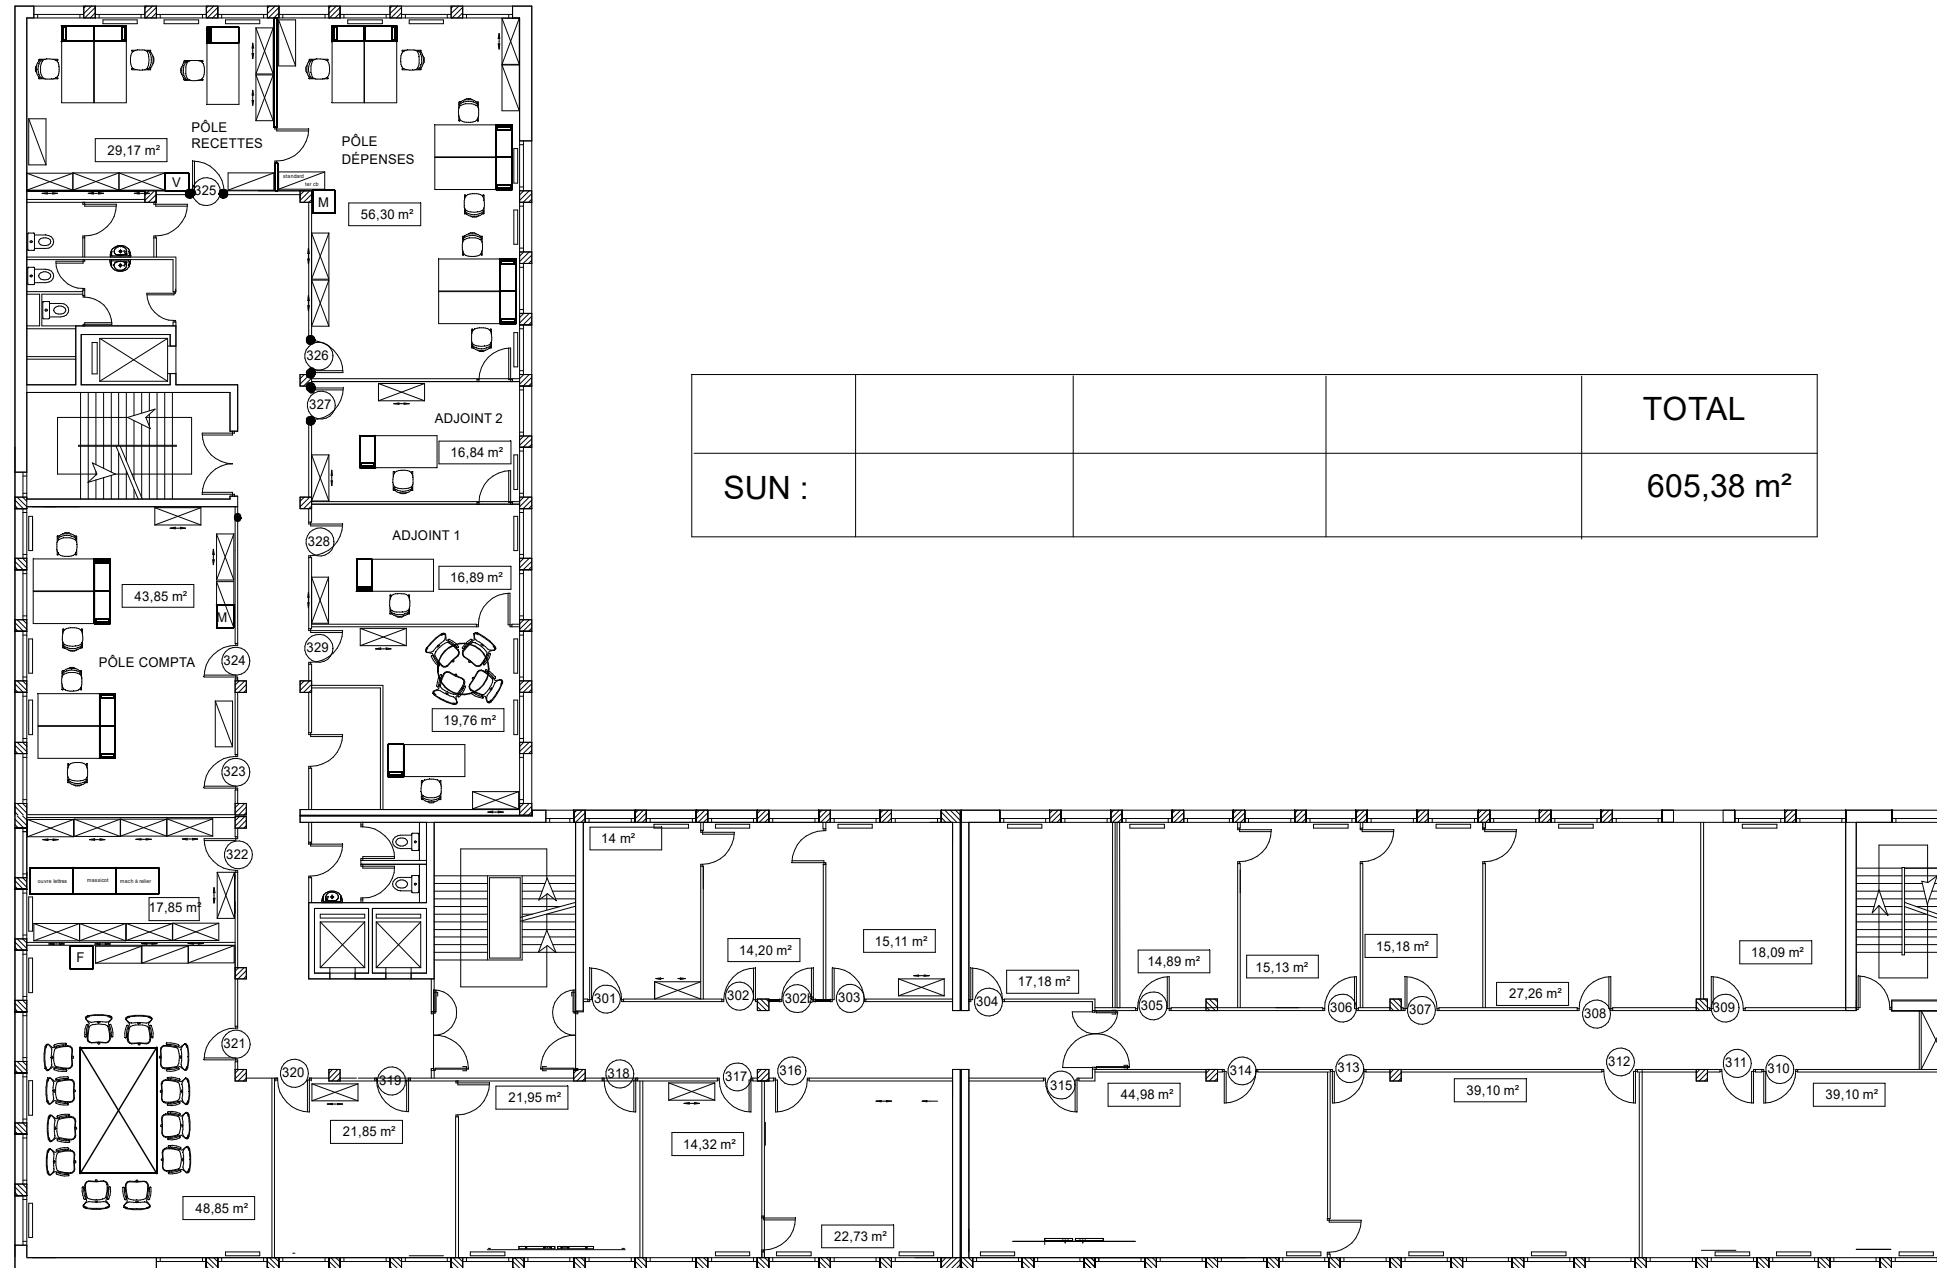 PÔLE
RECETTES
29,17 m²
V
325
standard
PÔLE
DÉPENSES
M
56,30 m²
326
327
ADJOINT 2
16,84 m²
TOTAL
SUN :
605,38 m²
328
ADJOINT 1
16,89 m²
43,85 m²
M
329
PÔLE COMPTA
324
19,76 m²
323
322
ouvre lettres
massicot
mach à relier
17,85 m²
F
14 m²
14,20 m²
15,11 m²
17,18 m²
14,89 m²
15,13 m²
15,18 m²
27,26 m²
18,09 m²
301
302
302
303
304
305
306
307
308
309
321
320
319
318
317
316
315
314
313
312
311
310
21,85 m²
21,95 m²
14,32 m²
44,98 m²
39,10 m²
39,10 m²
48,85 m²
22,73 m²